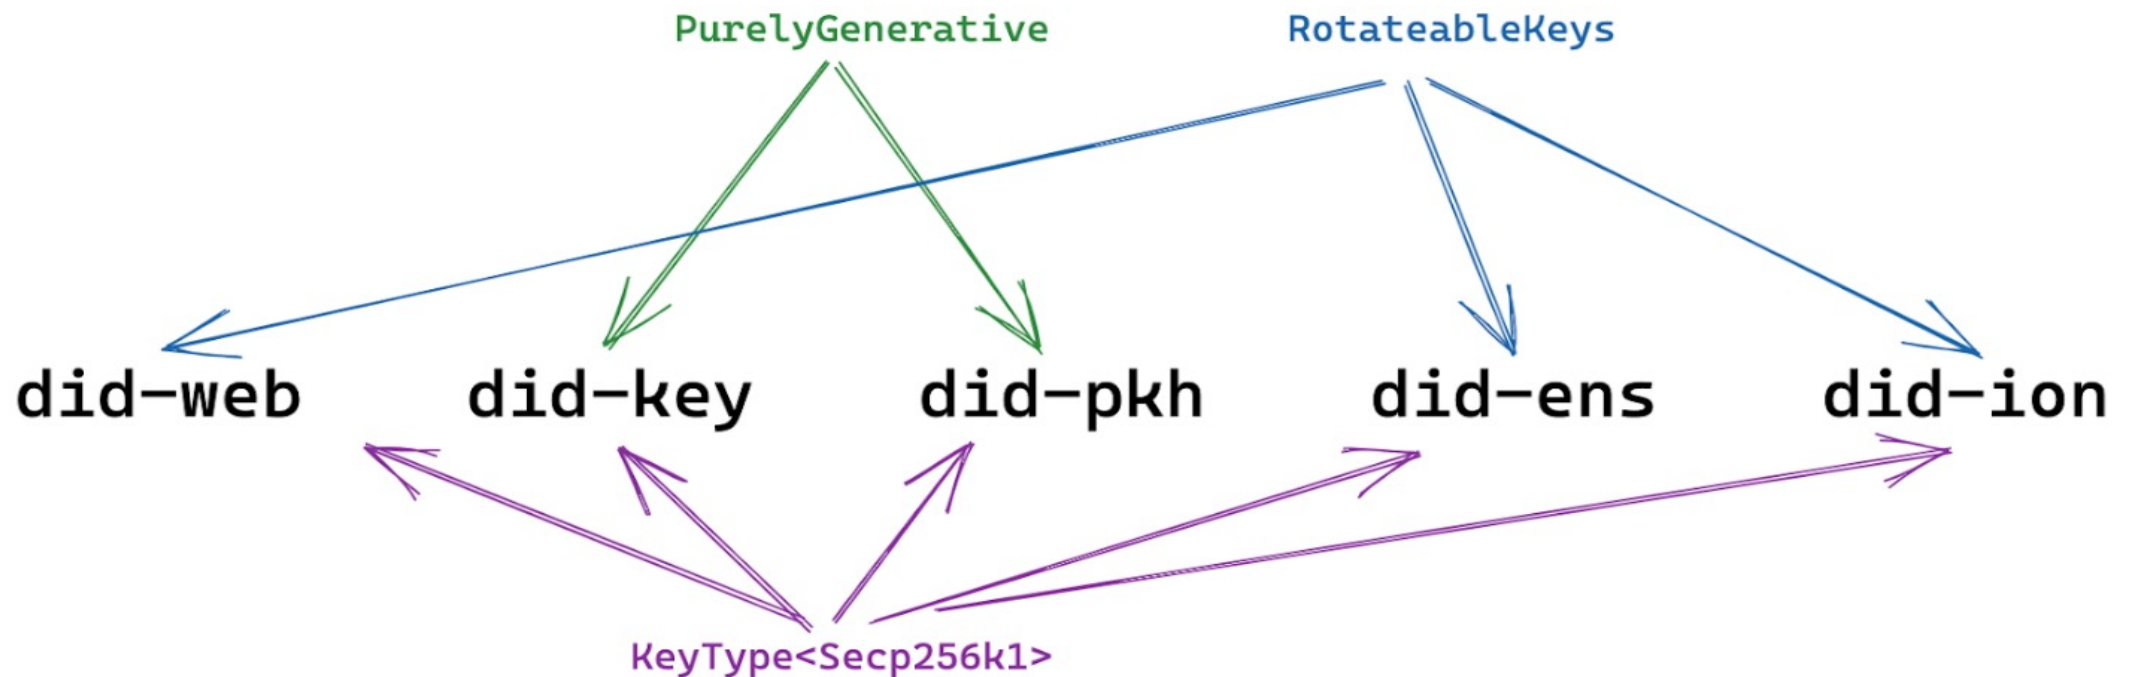 PurelyGenerative RotateableKeys
did-web did-key did-pkh did-ens did-ion
KeyType<Secp256k1>